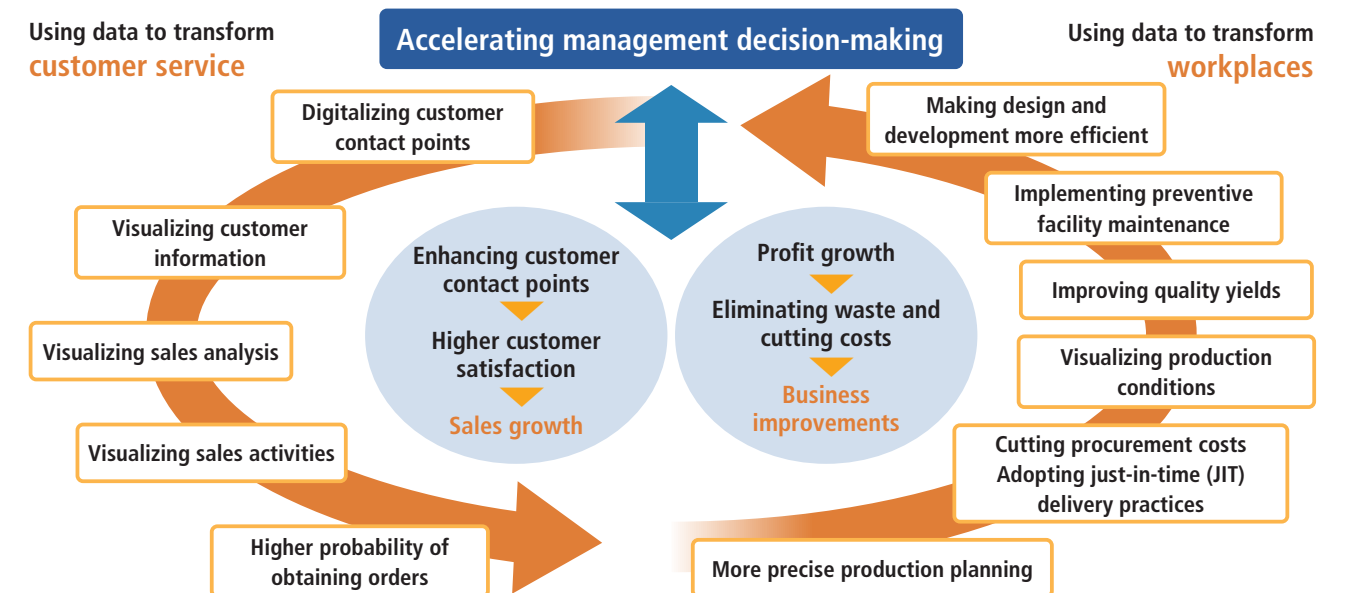 Using data to transform
customer service
Accelerating management decision-making
Using data to transform
workplaces
Digitalizing customer
contact points
Visualizing customer
information
Visualizing sales analysis
Visualizing sales activities
Higher probability of
obtaining orders
Enhancing customer
contact points
Higher customer
satisfaction
Sales growth
Profit growth
Eliminating waste and
cutting costs
Business
improvements
Making design and
development more efficient
Implementing preventive
facility maintenance
Improving quality yields
Visualizing production
conditions
Cutting procurement costs
Adopting just-in-time (JIT)
delivery practices
More precise production planning